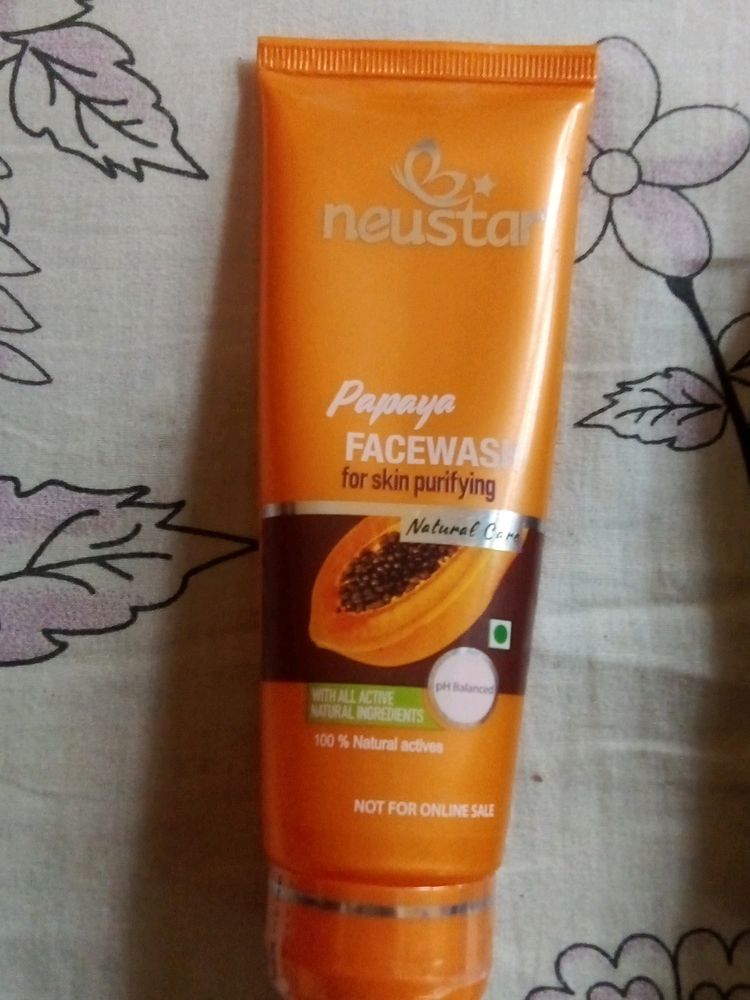 neustar
Papaya
FACEWASH
for skin purifying
Natural Care
pH Balanced
WITH ALL ACTIVE
NATURAL INGREDIENTS
100 % Natural actives
NOT FOR ONLINE SALE